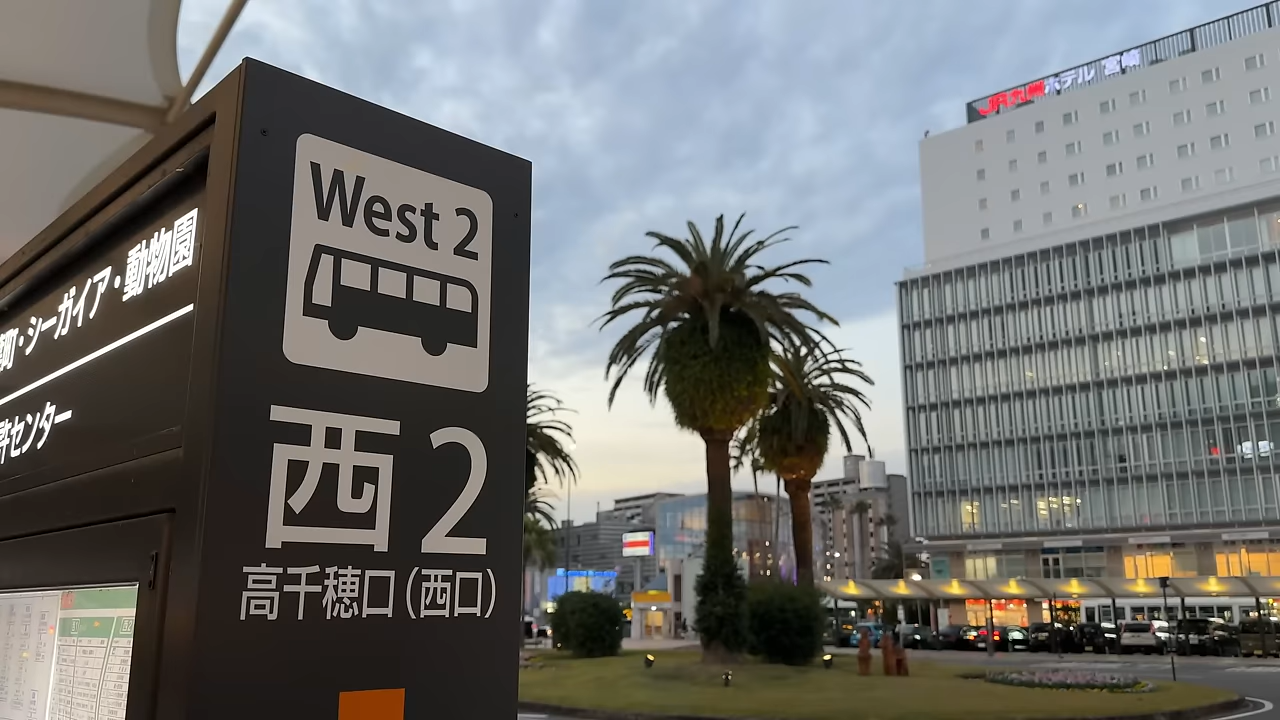 West 2
西 2
高千穂口(西口)
町・シーガイア・動物園
許センター
JR九州ホテル 宮崎